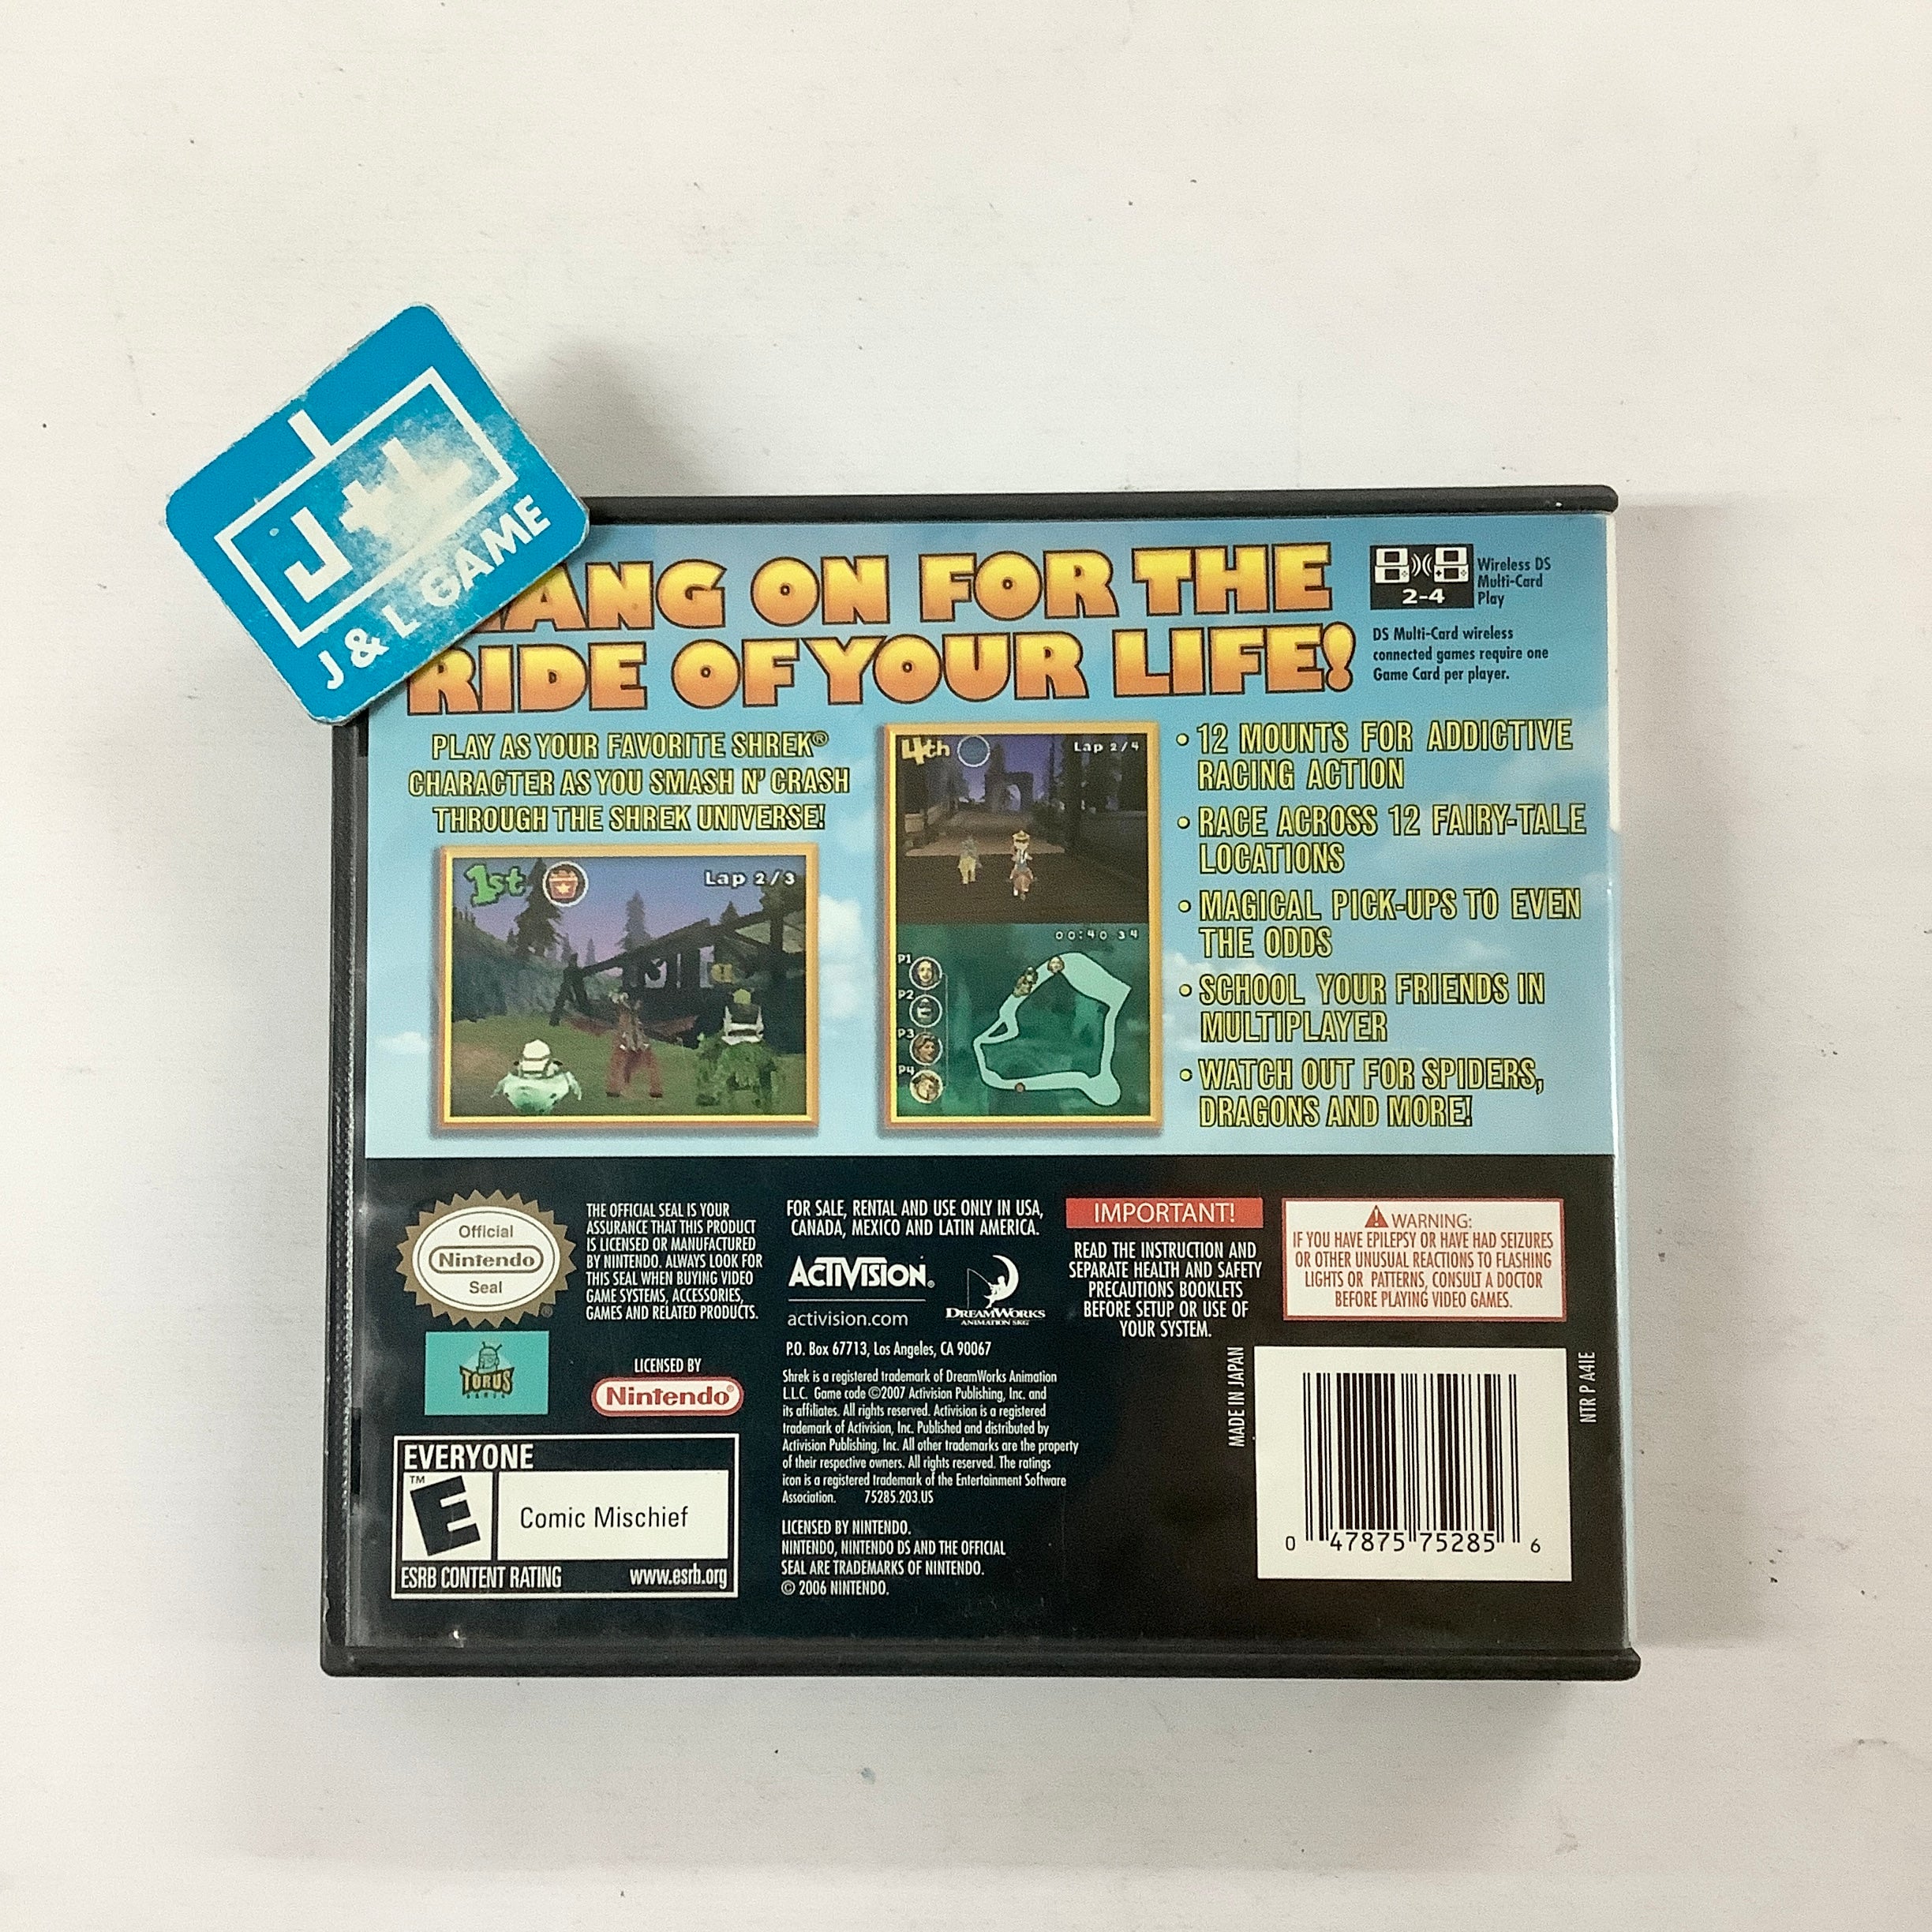 J+L
J & L GAME
ANG ON FOR THE
RIDE OF YOUR LIFE!
2-4
Wireless DS
Multi-Card
Play
DS Multi-Card wireless
connected games require one
Game Card per player.
PLAY AS YOUR FAVORITE SHREK®
CHARACTER AS YOU SMASH N' CRASH
THROUGH THE SHREK UNIVERSE!
1st
Lap 2/3
4th
Lap 2/4
00:40.34
P1
P2
P3
P4
• 12 MOUNTS FOR ADDICTIVE
RACING ACTION
• RACE ACROSS 12 FAIRY-TALE
LOCATIONS
• MAGICAL PICK-UPS TO EVEN
THE ODDS
• SCHOOL YOUR FRIENDS IN
MULTIPLAYER
• WATCH OUT FOR SPIDERS,
DRAGONS AND MORE!
Official
Nintendo
Seal
®
THE OFFICIAL SEAL IS YOUR
ASSURANCE THAT THIS PRODUCT
IS LICENSED OR MANUFACTURED
BY NINTENDO. ALWAYS LOOK FOR
THIS SEAL WHEN BUYING VIDEO
GAME SYSTEMS, ACCESSORIES,
GAMES AND RELATED PRODUCTS.
TORUS
GAMES
LICENSED BY
Nintendo®
EVERYONE
™
E
Comic Mischief
ESRB CONTENT RATING
www.esrb.org
FOR SALE, RENTAL AND USE ONLY IN USA,
CANADA, MEXICO AND LATIN AMERICA.
ACTIVISION®
activision.com
DREAMWORKS
ANIMATION SKG
P.O. Box 67713, Los Angeles, CA 90067
Shrek is a registered trademark of DreamWorks Animation
L.L.C. Game code ©2007 Activision Publishing, Inc. and
its affiliates. All rights reserved. Activision is a registered
trademark of Activision, Inc. Published and distributed by
Activision Publishing, Inc. All other trademarks are the property
of their respective owners. All rights reserved. The ratings
icon is a registered trademark of the Entertainment Software
Association. 75285.203.US
LICENSED BY NINTENDO.
NINTENDO, NINTENDO DS AND THE OFFICIAL
SEAL ARE TRADEMARKS OF NINTENDO.
© 2006 NINTENDO.
IMPORTANT!
READ THE INSTRUCTION AND
SEPARATE HEALTH AND SAFETY
PRECAUTIONS BOOKLETS
BEFORE SETUP OR USE OF
YOUR SYSTEM.
WARNING:
IF YOU HAVE EPILEPSY OR HAVE HAD SEIZURES
OR OTHER UNUSUAL REACTIONS TO FLASHING
LIGHTS OR PATTERNS, CONSULT A DOCTOR
BEFORE PLAYING VIDEO GAMES.
MADE IN JAPAN
0 47875 75285 6
NTR P A4IE